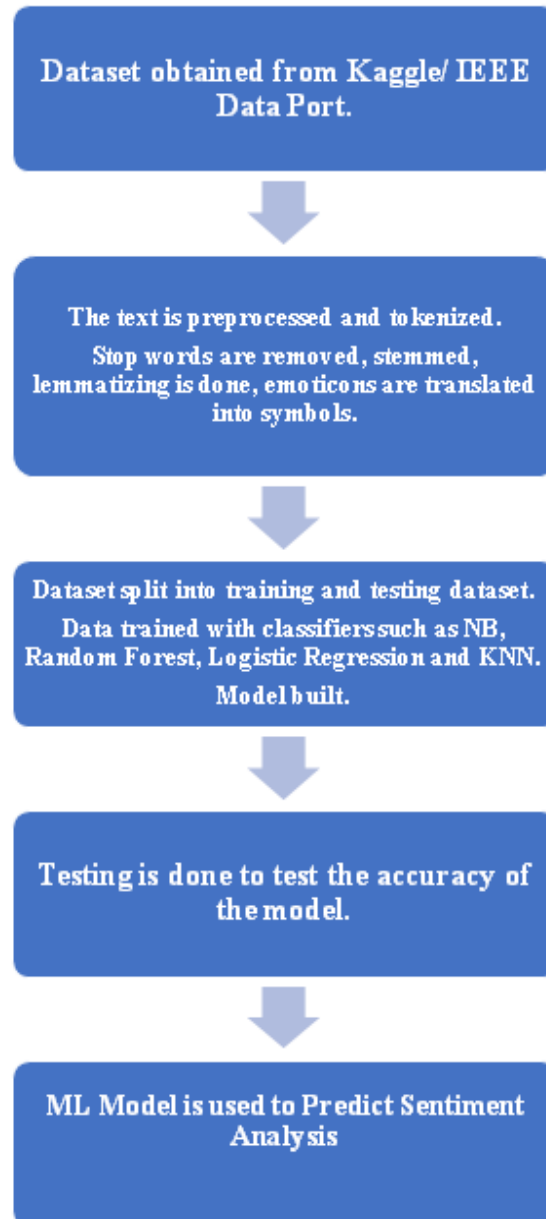 Dataset obtained from Kaggle/ IEEE
Data Port.
The text is preprocessed and tokenized.
Stop words are removed, stemmed,
lemmatizing is done, emoticons are translated
into symbols.
Dataset split into training and testing dataset.
Data trained with classifiers such as NB,
Random Forest, Logistic Regression and KNN.
Model built.
Testing is done to test the accuracy of
the model.
ML Model is used to Predict Sentiment
Analysis